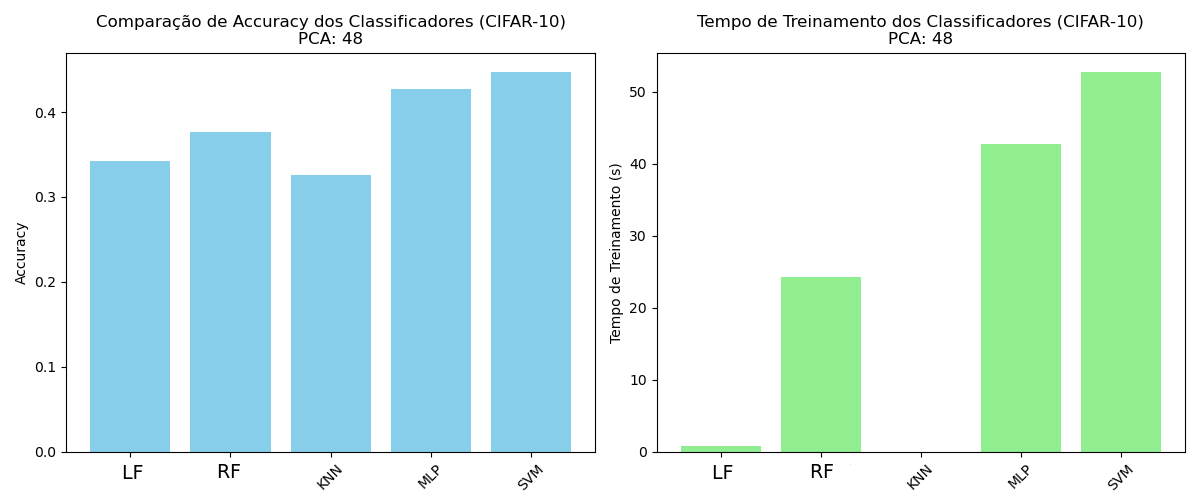 Comparação de Accuracy dos Classificadores (CIFAR-10)
PCA: 48
Accuracy
0.4
0.3
0.2
0.1
0.0
LF
RF
KNN
MLP
SVM
Tempo de Treinamento dos Classificadores (CIFAR-10)
PCA: 48
Tempo de Treinamento (s)
50
40
30
20
10
0
LF
RF
KNN
MLP
SVM